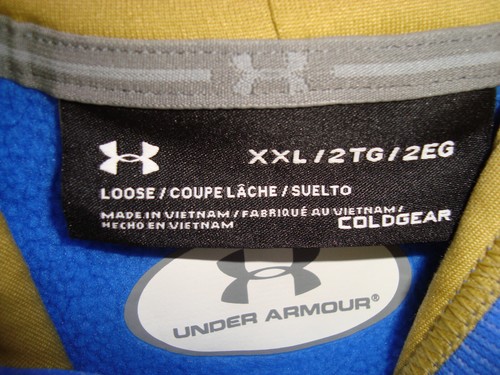 XXL/2TG/2EG
LOOSE/COUPE LÂCHE/SUELTO
MADE IN VIETNAM/FABRIQUÉ AU VIETNAM/
HECHO EN VIETNAM
COLDGEAR
UNDER ARMOUR®